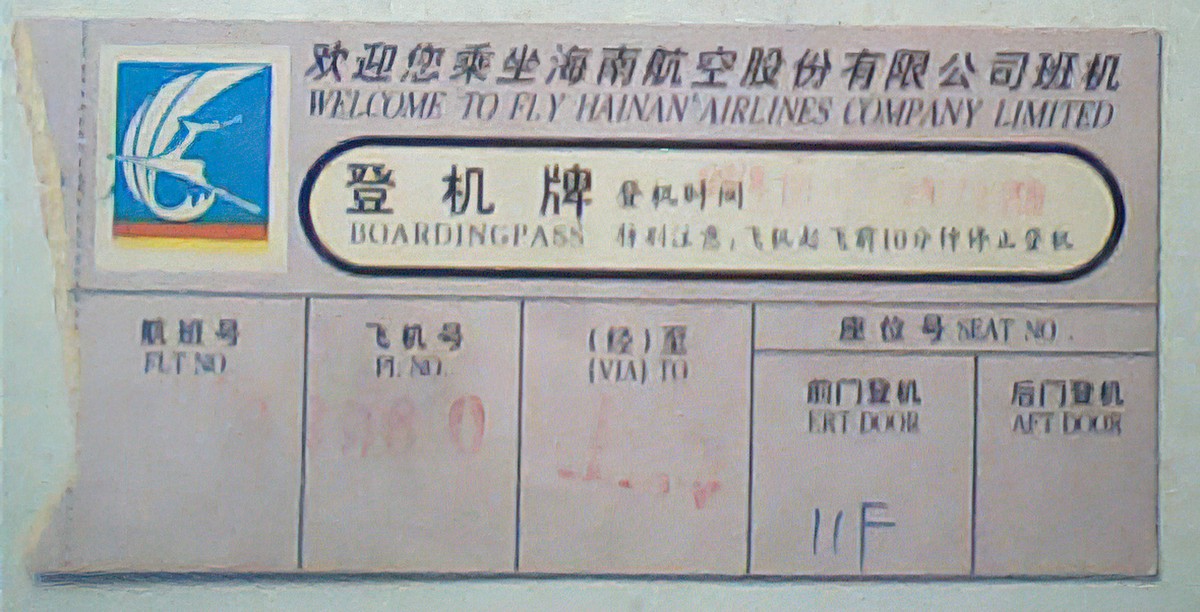 欢迎您乘坐海南航空股份有限公司班机
WELCOME TO FLY HAINAN AIRLINES COMPANY LIMITED
登机牌 登机时间
BOARDINGPASS 特别注意:飞机起飞前10分钟停止登机
航班号 飞机号 (经)至 座位号 SEAT NO.
FLT NO PL. NO. (VIA) TO
前门登机 后门登机
FRT DOOR AFT DOOR
11F